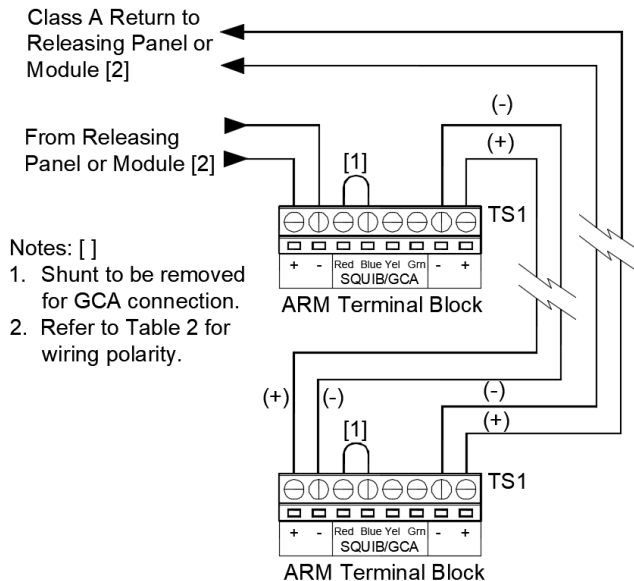 Class A Return to
Releasing Panel or
Module [2]
From Releasing
Panel or Module [2]
(-)
(+)
[1]
TS1
+ - Red Blue Yel Grn - +
SQUIB/GCA
ARM Terminal Block
Notes: [ ]
1. Shunt to be removed
for GCA connection.
2. Refer to Table 2 for
wiring polarity.
(+) (-) (-)
(+)
[1]
TS1
+ - Red Blue Yel Grn - +
SQUIB/GCA
ARM Terminal Block